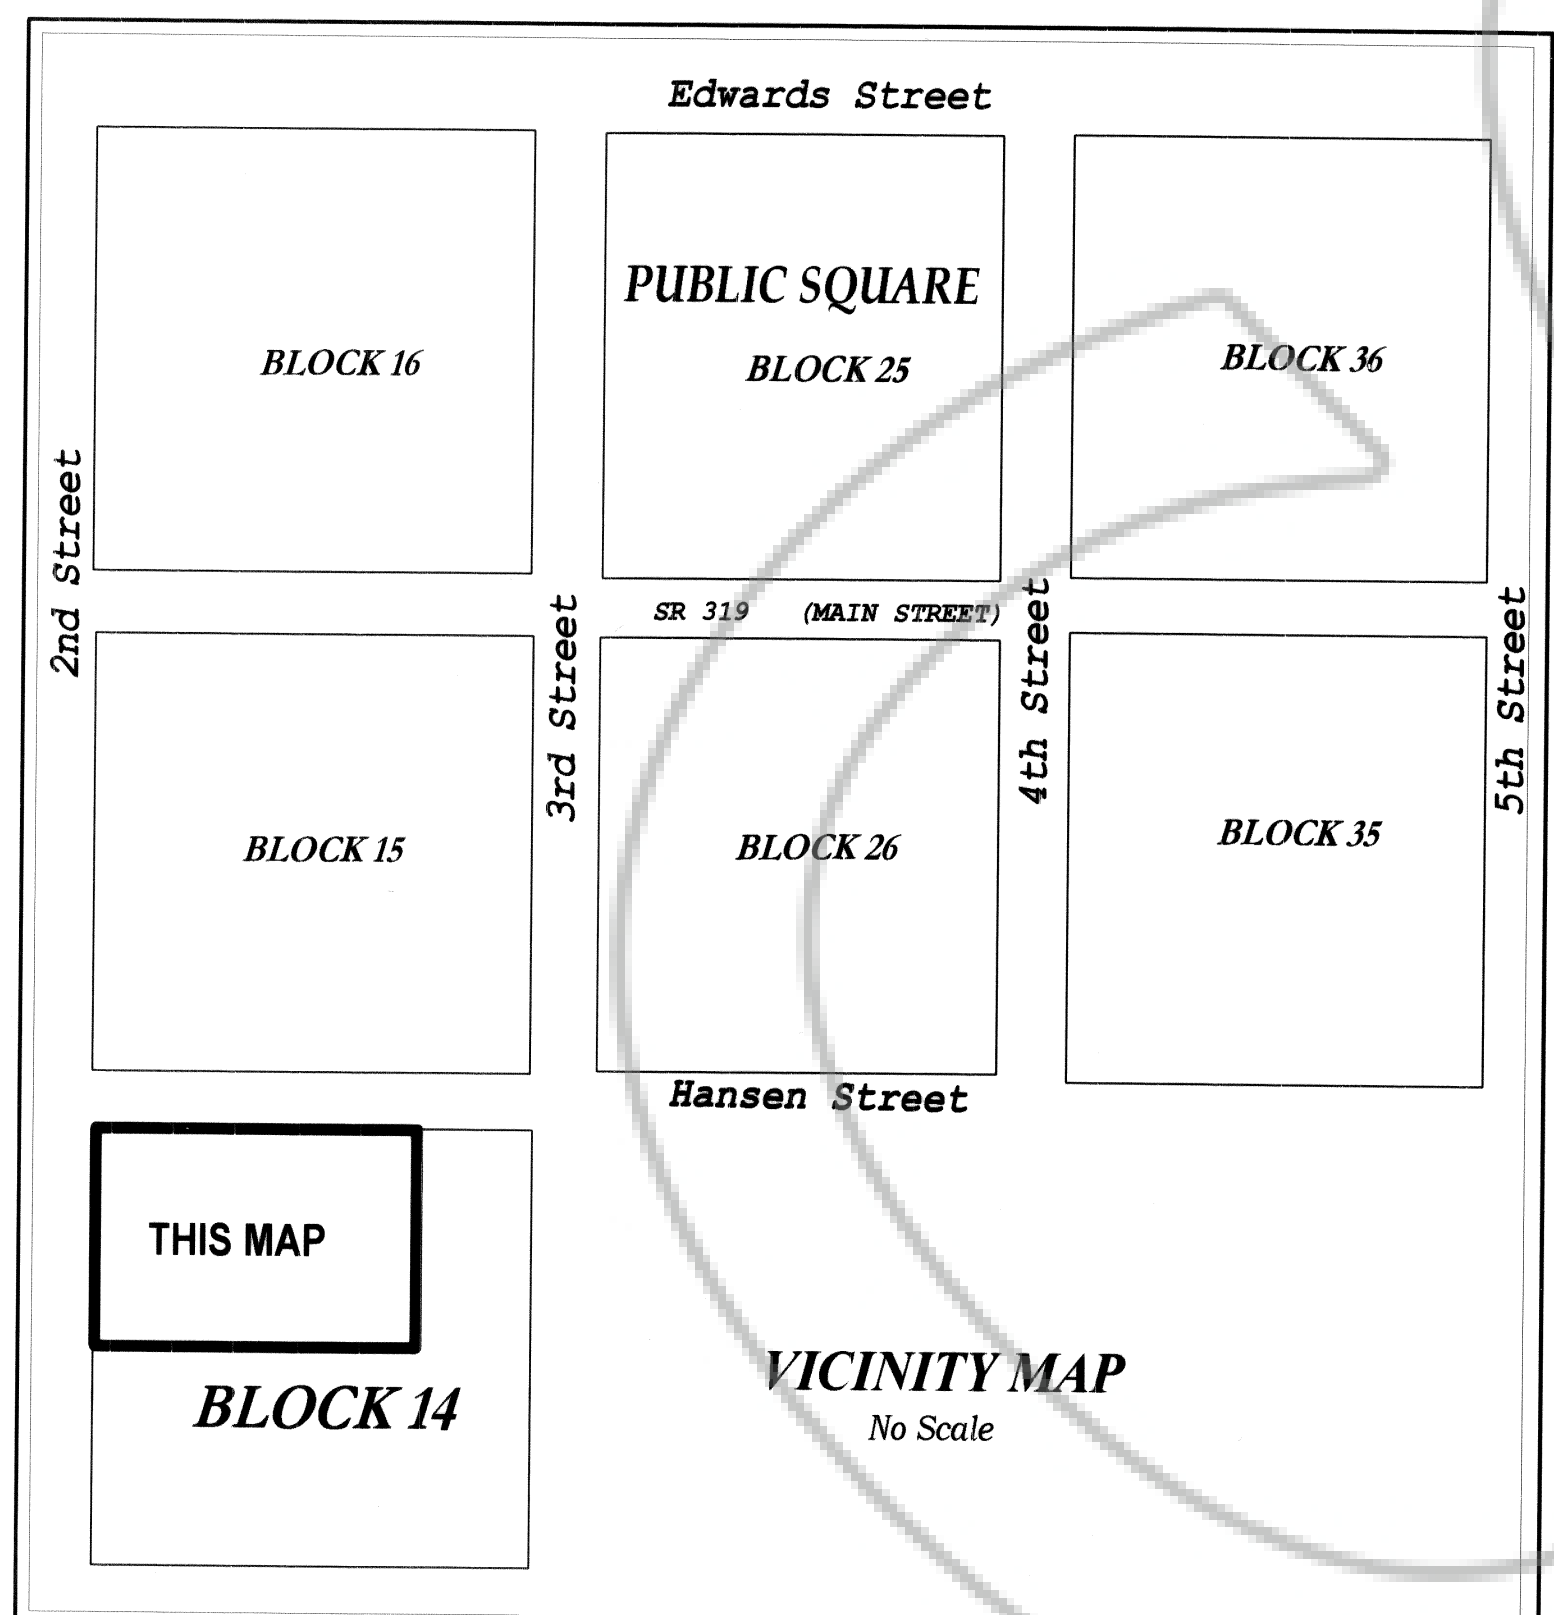 Edwards Street
PUBLIC SQUARE
BLOCK 16
BLOCK 25
BLOCK 36
2nd Street
SR 319 (MAIN STREET)
3rd Street
4th Street
5th Street
BLOCK 15
BLOCK 26
BLOCK 35
Hansen Street
THIS MAP
BLOCK 14
VICINITY MAP
No Scale